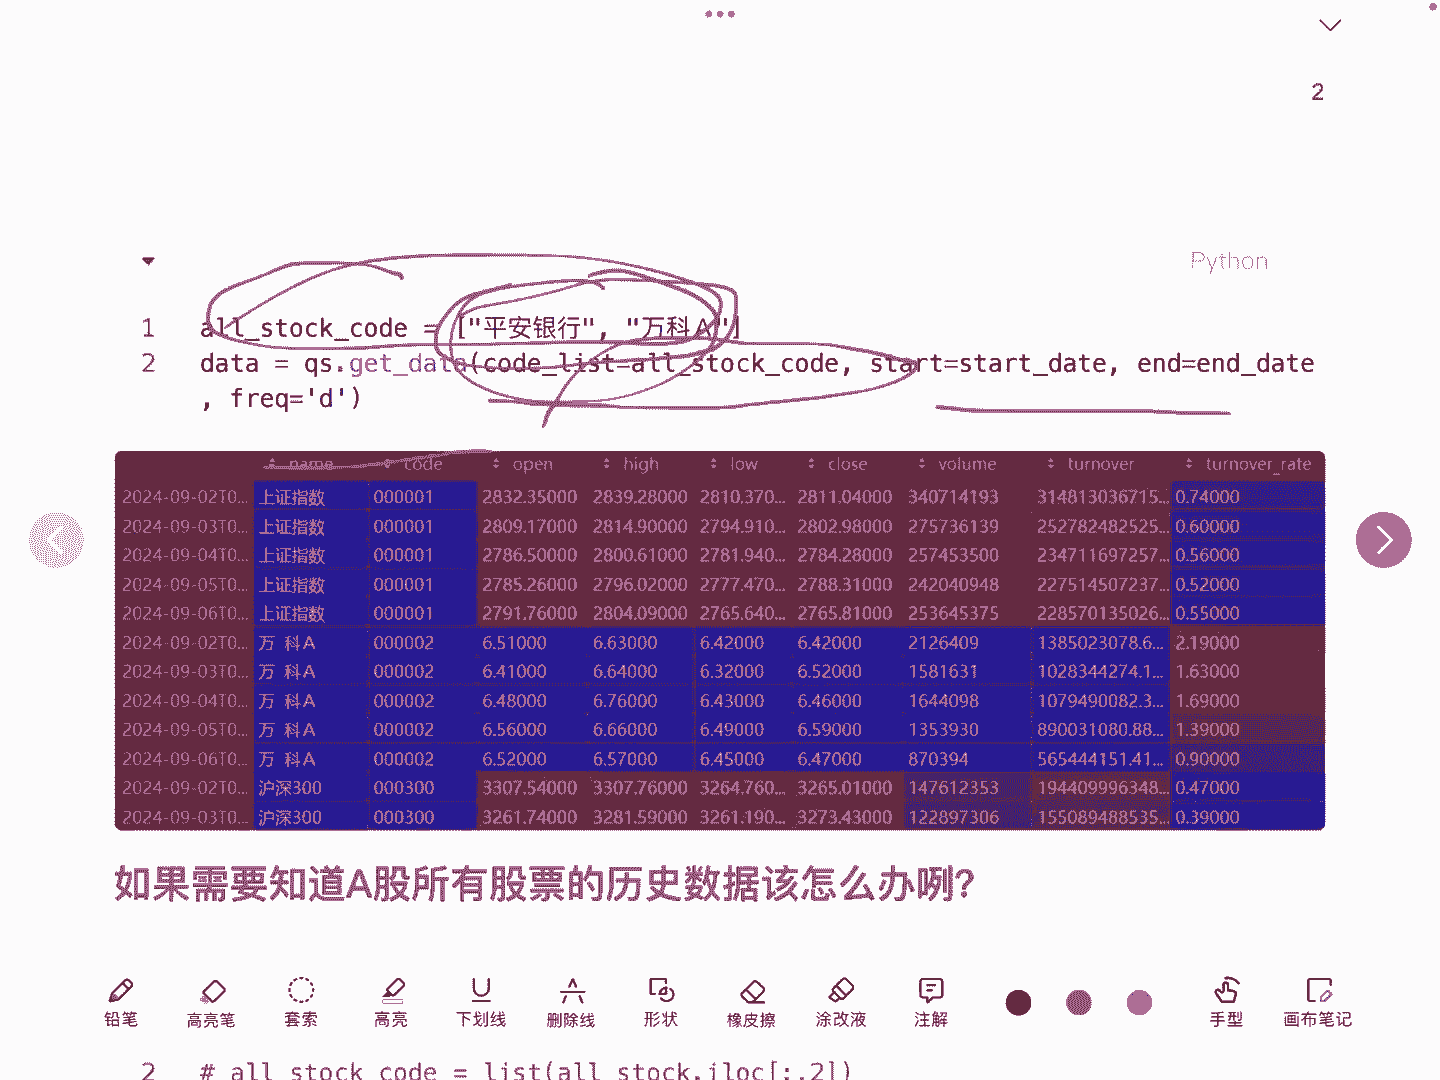 2
Python
1 all_stock_code = ["平安银行", "万科A"]
2 data = qs.get_data(code_list=all_stock_code, start=start_date, end=end_date
, freq='d')
name code open high low close volume turnover turnover_rate
2024-09-02T0... 上证指数 000001 2832.35000 2839.28000 2810.370... 2811.04000 340714193 314813036715... 0.74000
2024-09-03T0... 上证指数 000001 2809.17000 2814.90000 2794.910... 2802.98000 275736139 252782482525... 0.60000
2024-09-04T0... 上证指数 000001 2786.50000 2800.61000 2781.940... 2784.28000 257453500 234711697257... 0.56000
2024-09-05T0... 上证指数 000001 2785.26000 2796.02000 2777.470... 2788.31000 242040948 227514507237... 0.52000
2024-09-06T0... 上证指数 000001 2791.76000 2804.09000 2765.640... 2765.81000 253645375 228570135026... 0.55000
2024-09-02T0... 万 科A 000002 6.51000 6.63000 6.42000 6.42000 2126409 1385023078.6... 2.19000
2024-09-03T0... 万 科A 000002 6.41000 6.64000 6.32000 6.52000 1581631 1028344274.1... 1.63000
2024-09-04T0... 万 科A 000002 6.48000 6.76000 6.43000 6.46000 1644098 1079490082.3... 1.69000
2024-09-05T0... 万 科A 000002 6.56000 6.66000 6.49000 6.59000 1353930 890031080.88... 1.39000
2024-09-06T0... 万 科A 000002 6.52000 6.57000 6.45000 6.47000 870394 565444151.41... 0.90000
2024-09-02T0... 沪深300 000300 3307.54000 3307.76000 3264.760... 3265.01000 147612353 194409996348... 0.47000
2024-09-03T0... 沪深300 000300 3261.74000 3281.59000 3261.190... 3273.43000 122897306 155089488535... 0.39000
如果需要知道A股所有股票的历史数据该怎么办咧?
铅笔 高亮笔 套索 高亮 下划线 删除线 形状 橡皮擦 涂改液 注解 手型 画布笔记
2 # all_stock_code = list(all_stock.iloc[:,2])